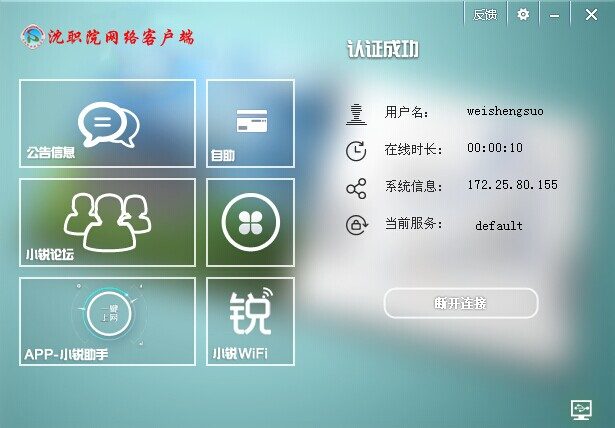 反馈
沈职院网络客户端
认证成功
公告信息
自助
用户名：
weishengsuo
在线时长：
00:00:10
系统信息：
172.25.80.155
当前服务：
default
小锐论坛
一键
上网
APP-小锐助手
锐
小锐WiFi
断开连接